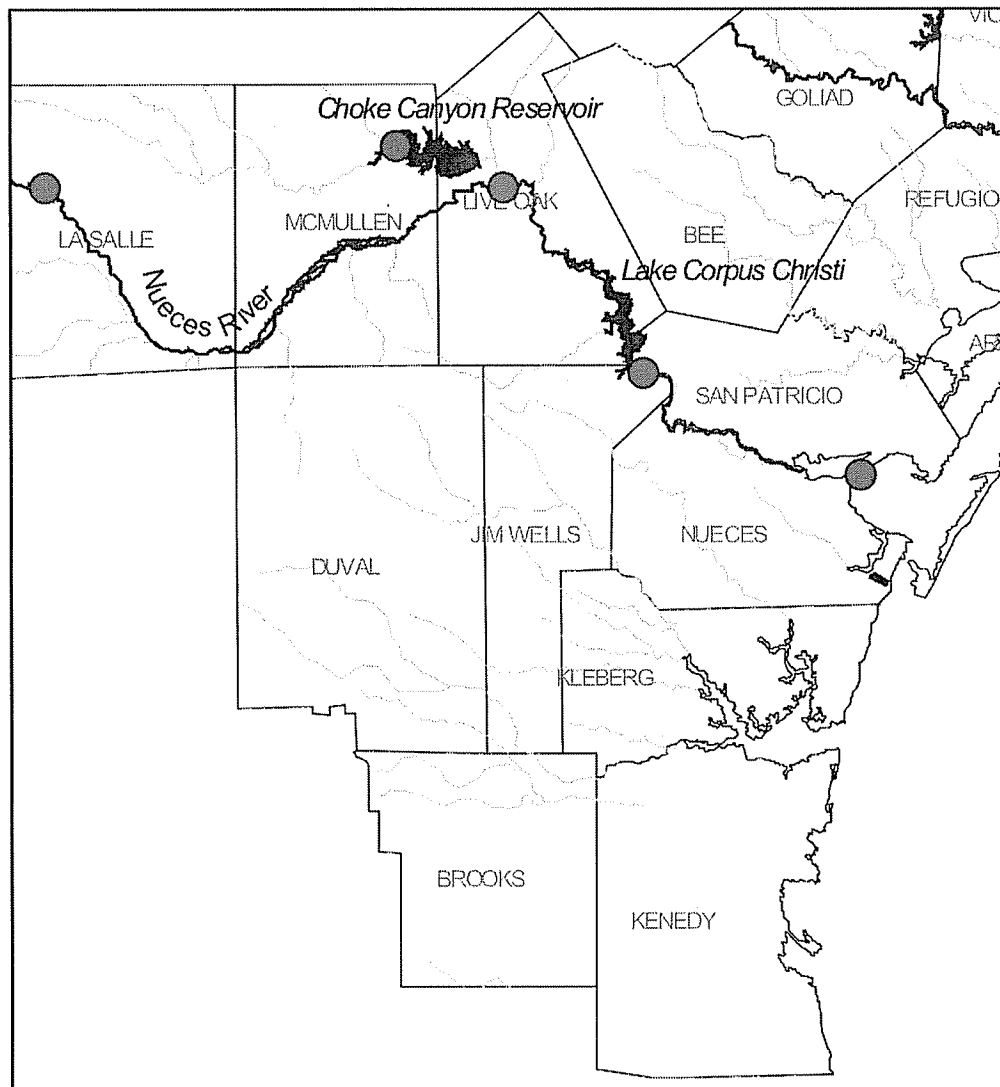 VIC
GOLIAD
Choke Canyon Reservoir
LIVE OAK
REFUGIO
LA SALLE
MCMULLEN
BEE
Lake Corpus Christi
Nueces River
SAN PATRICIO
JIM WELLS
NUECES
DUVAL
KLEBERG
BROOKS
KENEDY